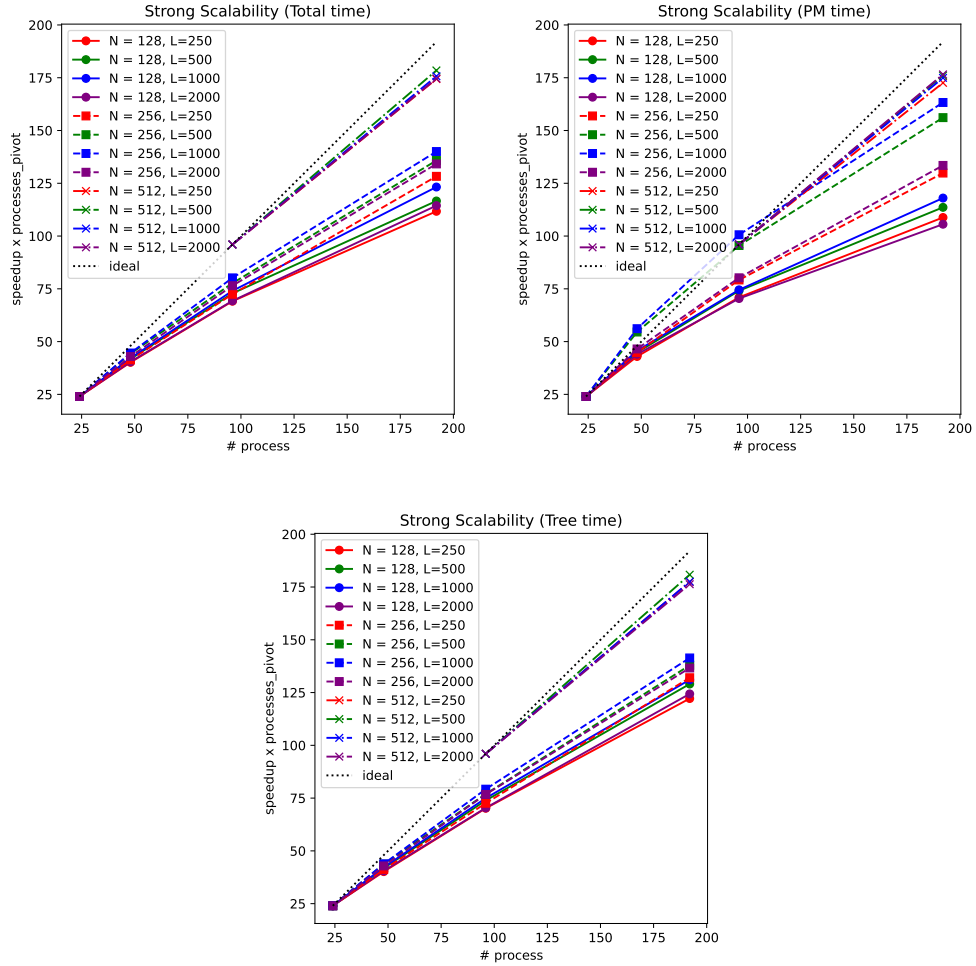 Strong Scalability (Total time)
200
175
150
125
100
75
50
25
speedup x processes_pivot
N = 128, L=250
N = 128, L=500
N = 128, L=1000
N = 128, L=2000
N = 256, L=250
N = 256, L=500
N = 256, L=1000
N = 256, L=2000
N = 512, L=250
N = 512, L=500
N = 512, L=1000
N = 512, L=2000
ideal
25 50 75 100 125 150 175 200
# process
Strong Scalability (PM time)
200
175
150
125
100
75
50
25
speedup x processes_pivot
N = 128, L=250
N = 128, L=500
N = 128, L=1000
N = 128, L=2000
N = 256, L=250
N = 256, L=500
N = 256, L=1000
N = 256, L=2000
N = 512, L=250
N = 512, L=500
N = 512, L=1000
N = 512, L=2000
ideal
25 50 75 100 125 150 175 200
# process
Strong Scalability (Tree time)
200
175
150
125
100
75
50
25
speedup x processes_pivot
N = 128, L=250
N = 128, L=500
N = 128, L=1000
N = 128, L=2000
N = 256, L=250
N = 256, L=500
N = 256, L=1000
N = 256, L=2000
N = 512, L=250
N = 512, L=500
N = 512, L=1000
N = 512, L=2000
ideal
25 50 75 100 125 150 175 200
# process